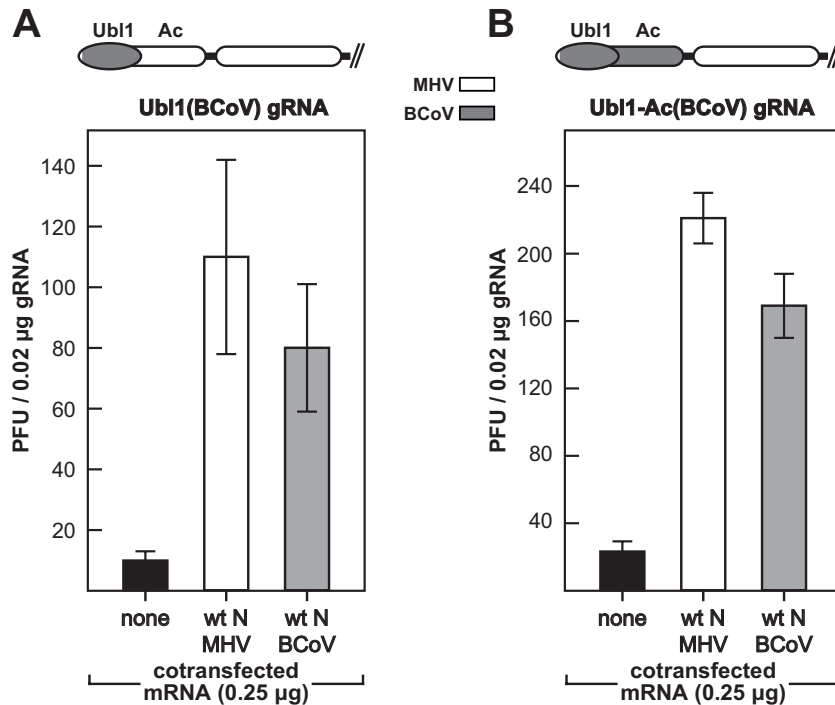 A
Ubl1 Ac
Ubl1(BCoV) gRNA
PFU / 0.02 µg gRNA
140
120
100
80
60
40
20
none
wt N
MHV
wt N
BCoV
cotransfected
mRNA (0.25 µg)
MHV
BCoV
B
Ubl1 Ac
Ubl1-Ac(BCoV) gRNA
PFU / 0.02 µg gRNA
240
200
160
120
80
40
none
wt N
MHV
wt N
BCoV
cotransfected
mRNA (0.25 µg)